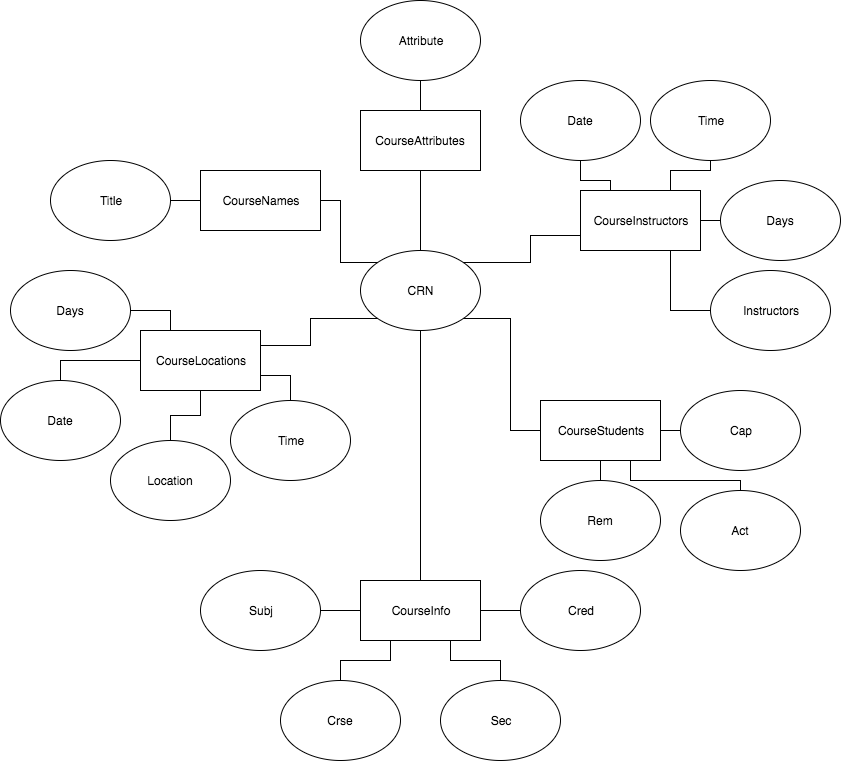 Attribute
CourseAttributes
Date
Time
Title
CourseNames
CourseInstructors
Days
CRN
Days
Instructors
CourseLocations
Date
Time
Location
CourseStudents
Cap
Rem
Act
Subj
CourseInfo
Cred
Crse
Sec